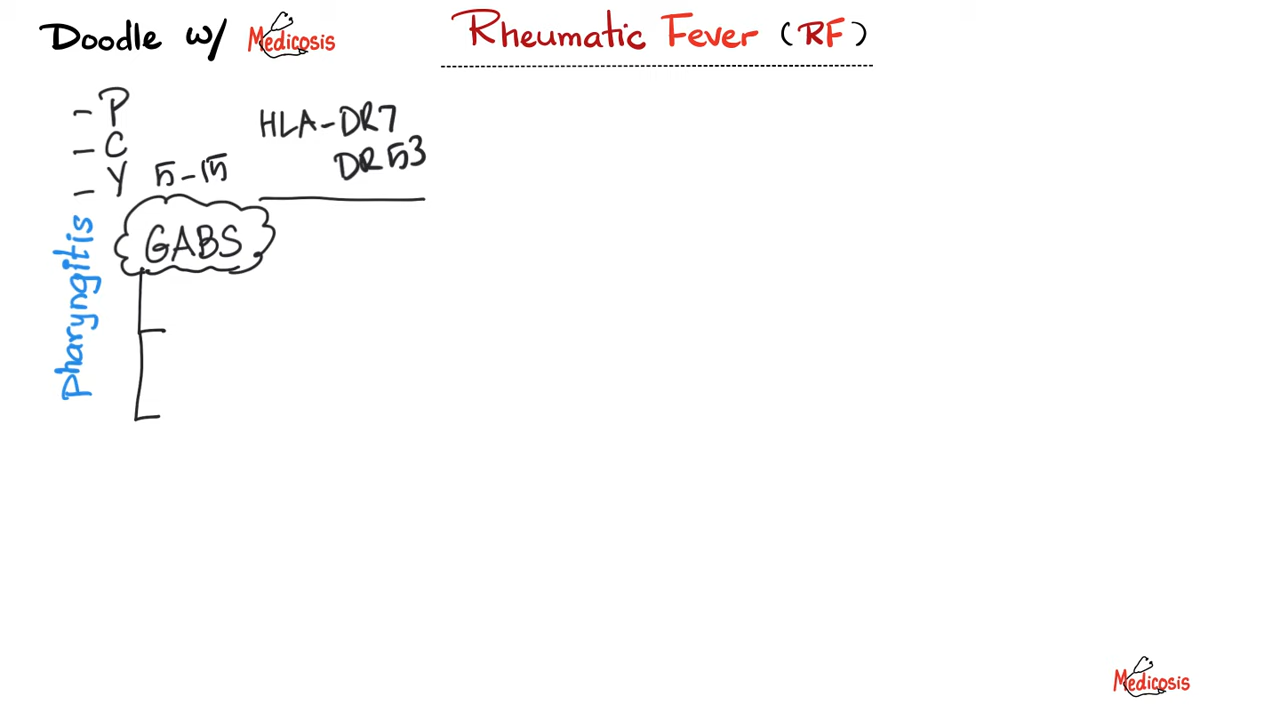 Doodle w/ Medicosis
Rheumatic Fever (RF)
- P
- C
- Y
5-15
HLA-DR7
DR53
GABS
Pharyngitis
Medicosis